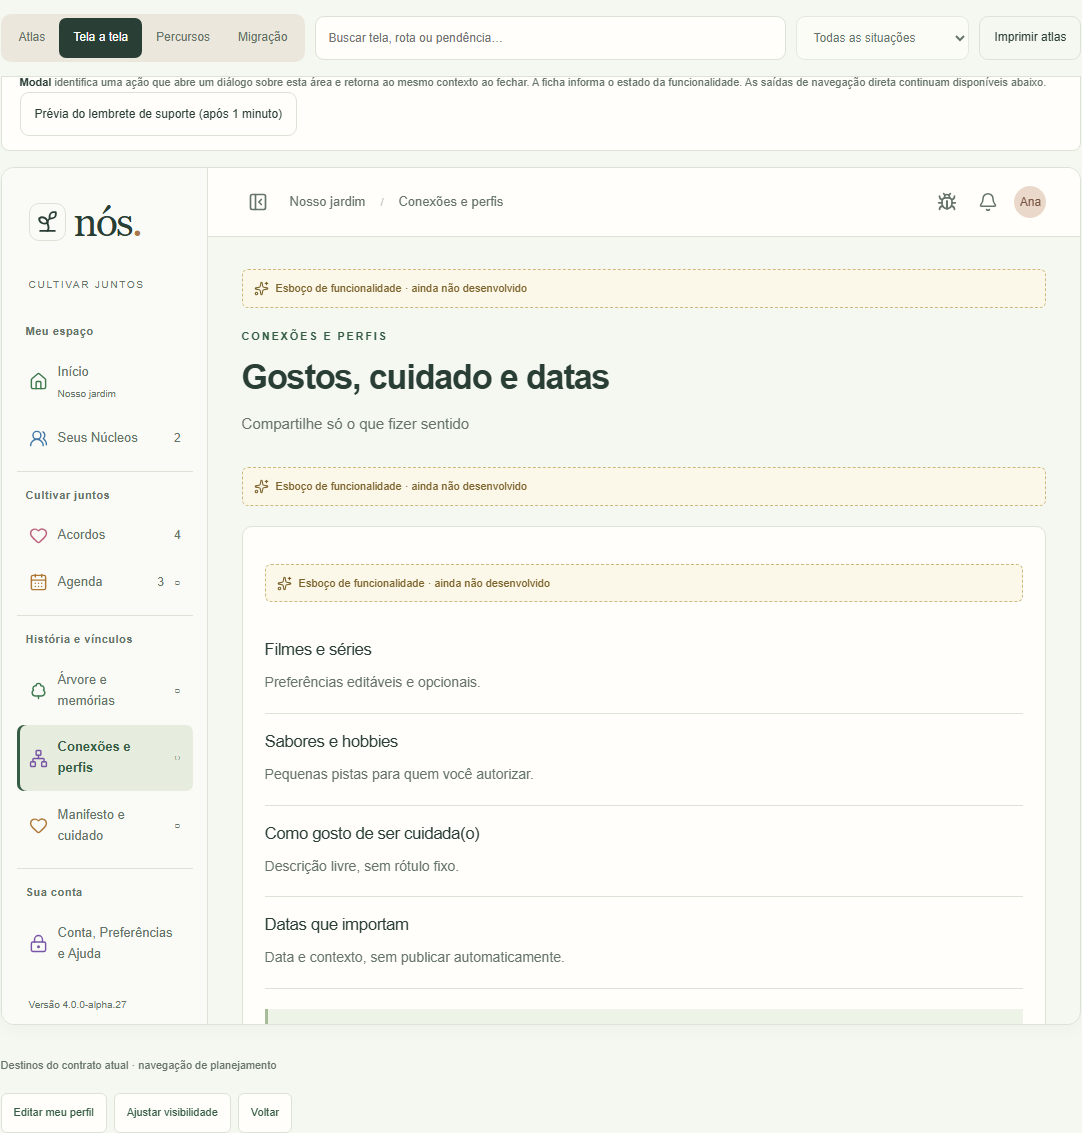 Atlas
Tela a tela
Percursos
Migração
Buscar tela, rota ou pendência...
Todas as situações
Imprimir atlas
Modal identifica uma ação que abre um diálogo sobre esta área e retorna ao mesmo contexto ao fechar. A ficha informa o estado da funcionalidade. As saídas de navegação direta continuam disponíveis abaixo.
Prévia do lembrete de suporte (após 1 minuto)
nós.
CULTIVAR JUNTOS
Meu espaço
Início
Nosso jardim
Seus Núcleos 2
Cultivar juntos
Acordos 4
Agenda 3
História e vínculos
Árvore e
memórias
Conexões e
perfis
Manifesto e
cuidado
Sua conta
Conta, Preferências
e Ajuda
Versão 4.0.0-alpha.27
Nosso jardim / Conexões e perfis
Ana
Esboço de funcionalidade · ainda não desenvolvido
CONEXÕES E PERFIS
Gostos, cuidado e datas
Compartilhe só o que fizer sentido
Esboço de funcionalidade · ainda não desenvolvido
Esboço de funcionalidade · ainda não desenvolvido
Filmes e séries
Preferências editáveis e opcionais.
Sabores e hobbies
Pequenas pistas para quem você autorizar.
Como gosto de ser cuidada(o)
Descrição livre, sem rótulo fixo.
Datas que importam
Data e contexto, sem publicar automaticamente.
Destinos do contrato atual · navegação de planejamento
Editar meu perfil
Ajustar visibilidade
Voltar